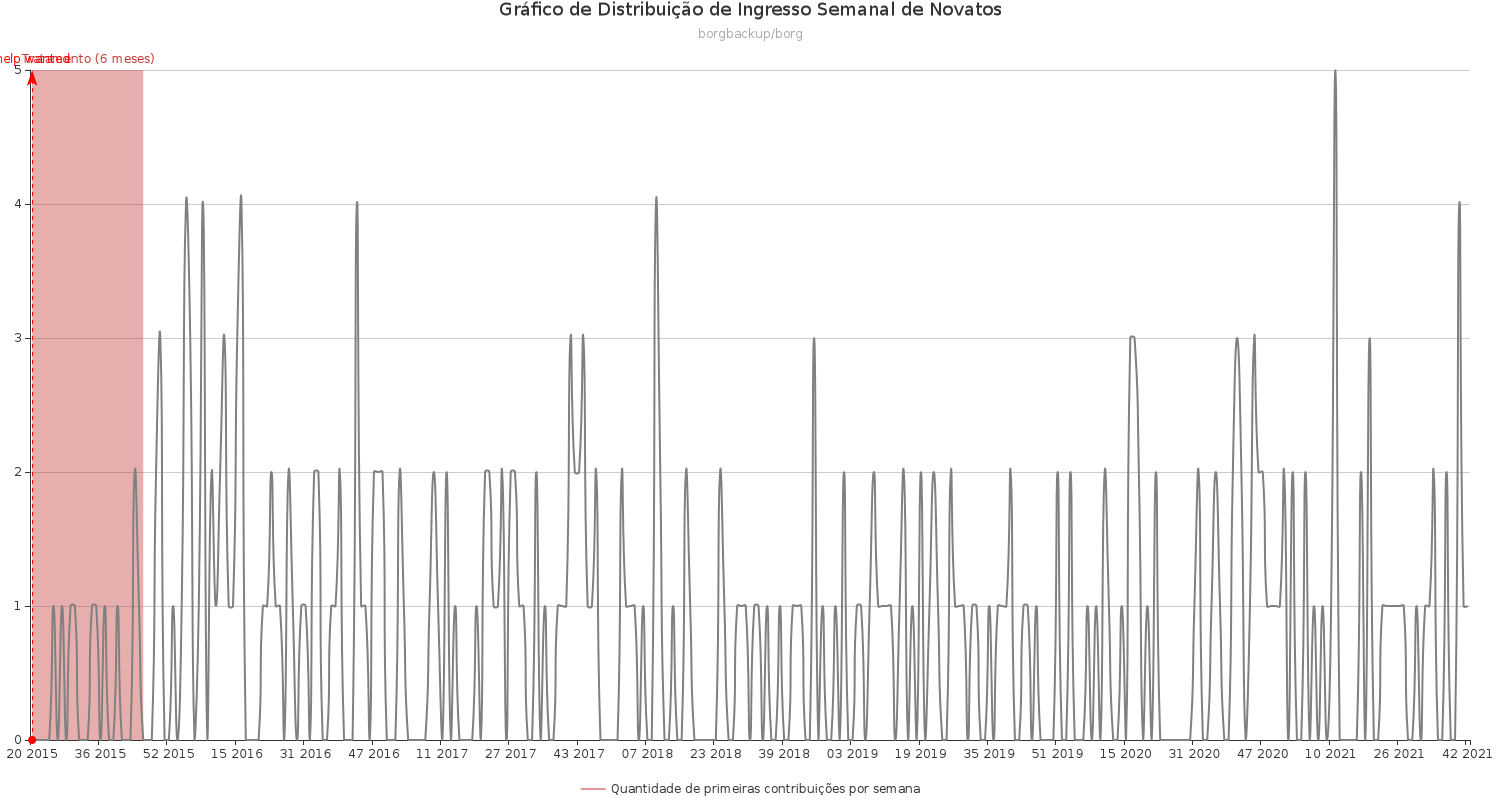 Gráfico de Distribuição de Ingresso Semanal de Novatos
borgbackup/borg
help wanted
Tratamento (6 meses)
5
4
3
2
1
0
20 2015 36 2015 52 2015 15 2016 31 2016 47 2016 11 2017 27 2017 43 2017 07 2018 23 2018 39 2018 03 2019 19 2019 35 2019 51 2019 15 2020 31 2020 47 2020 10 2021 26 2021 42 2021
Quantidade de primeiras contribuições por semana